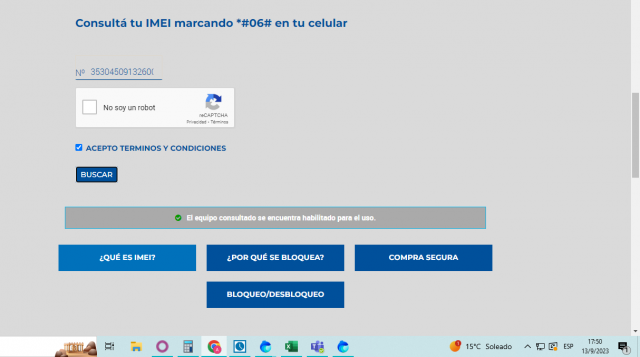 Consultá tu IMEI marcando *#06# en tu celular
Nº 3530450913260
No soy un robot
reCAPTCHA
Privacidad - Términos
ACEPTO TERMINOS Y CONDICIONES
BUSCAR
El equipo consultado se encuentra habilitado para el uso.
¿QUÉ ES IMEI?
¿POR QUÉ SE BLOQUEA?
COMPRA SEGURA
BLOQUEO/DESBLOQUEO
15°C Soleado
ESP
17:50
13/9/2023